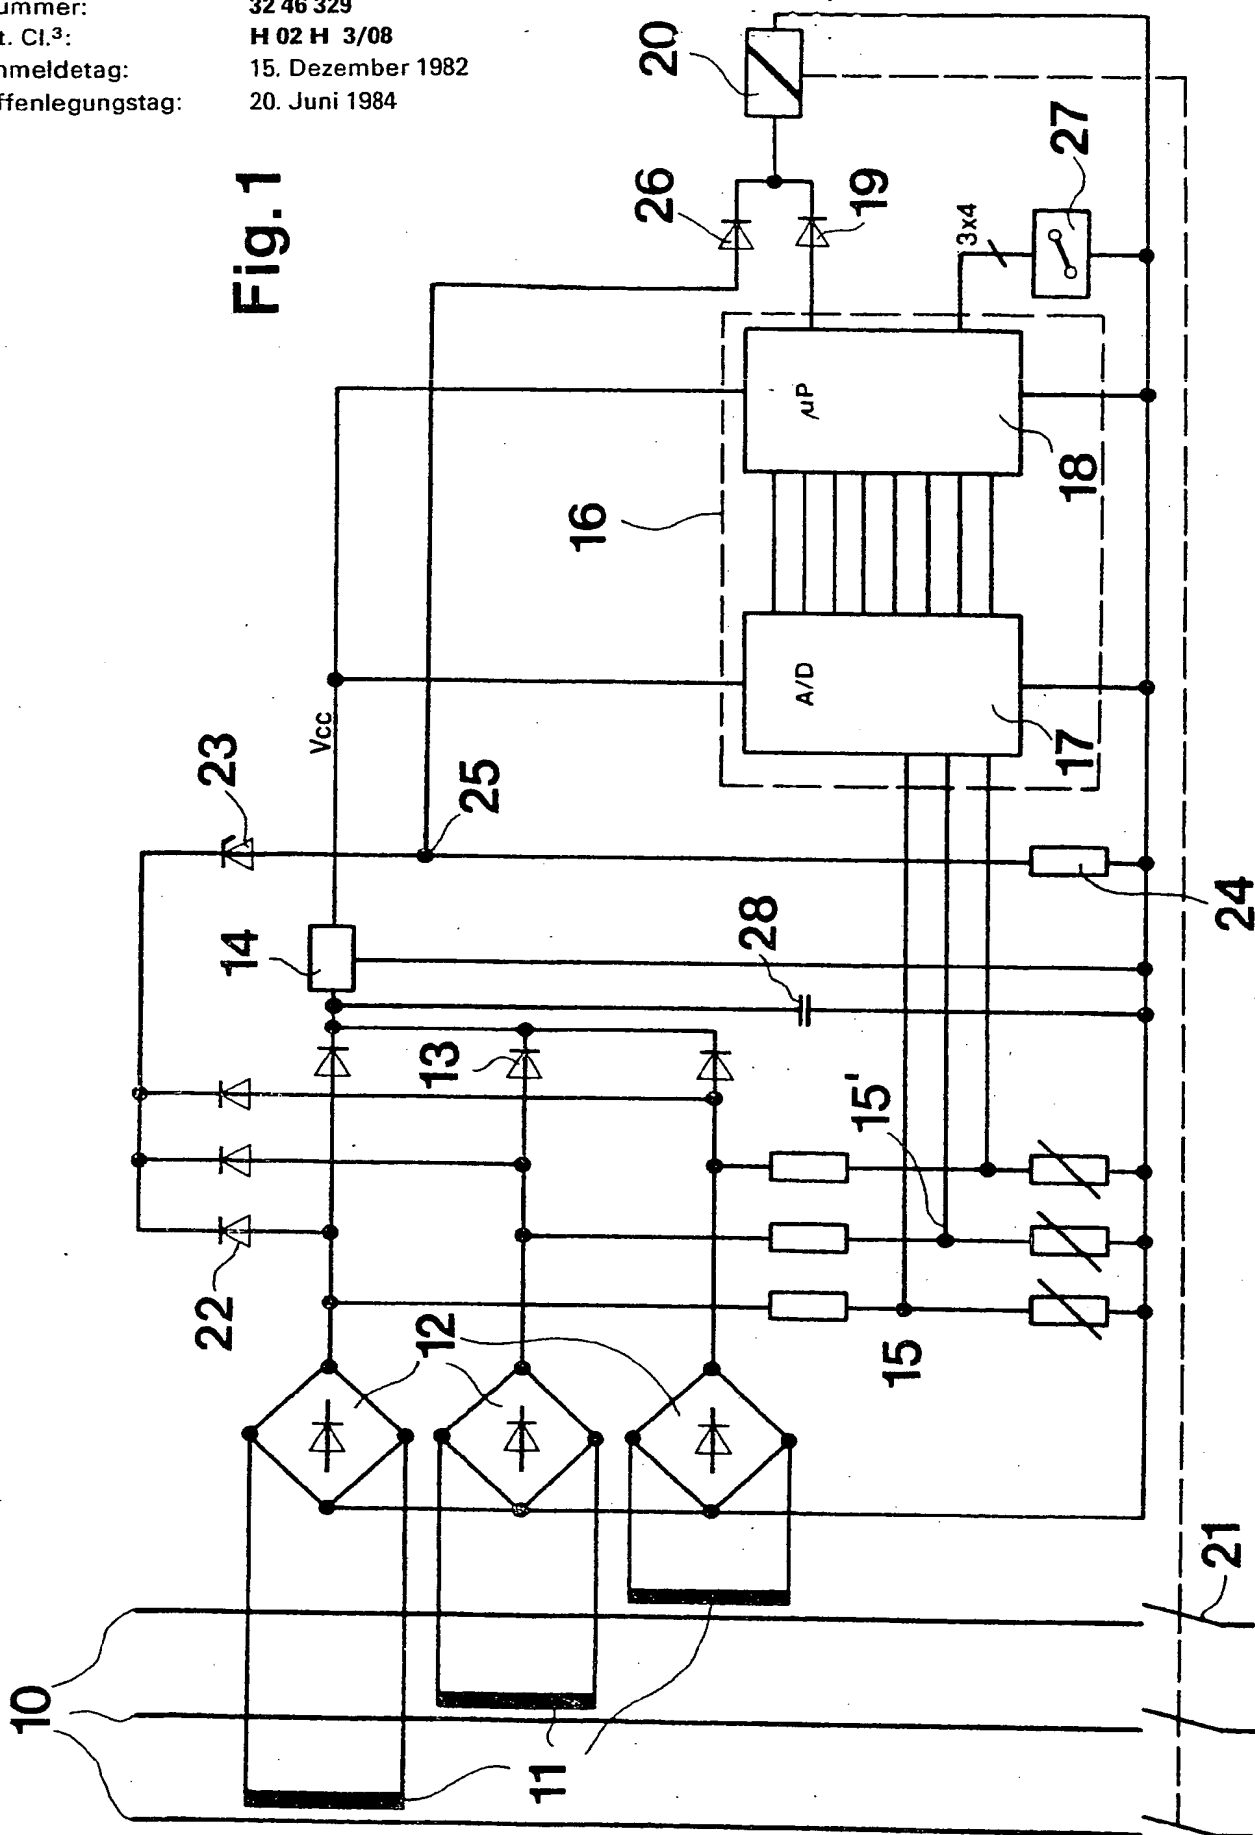 ummer: 32 46 329
t. Cl.³: H 02 H 3/08
nmeldetag: 15. Dezember 1982
ffenlegungstag: 20. Juni 1984
Fig. 1
20
26
19
27
3x4
16
µP
18
A/D
17
Vcc
23
25
14
28
24
13
15'
22
12
15
21
10
11